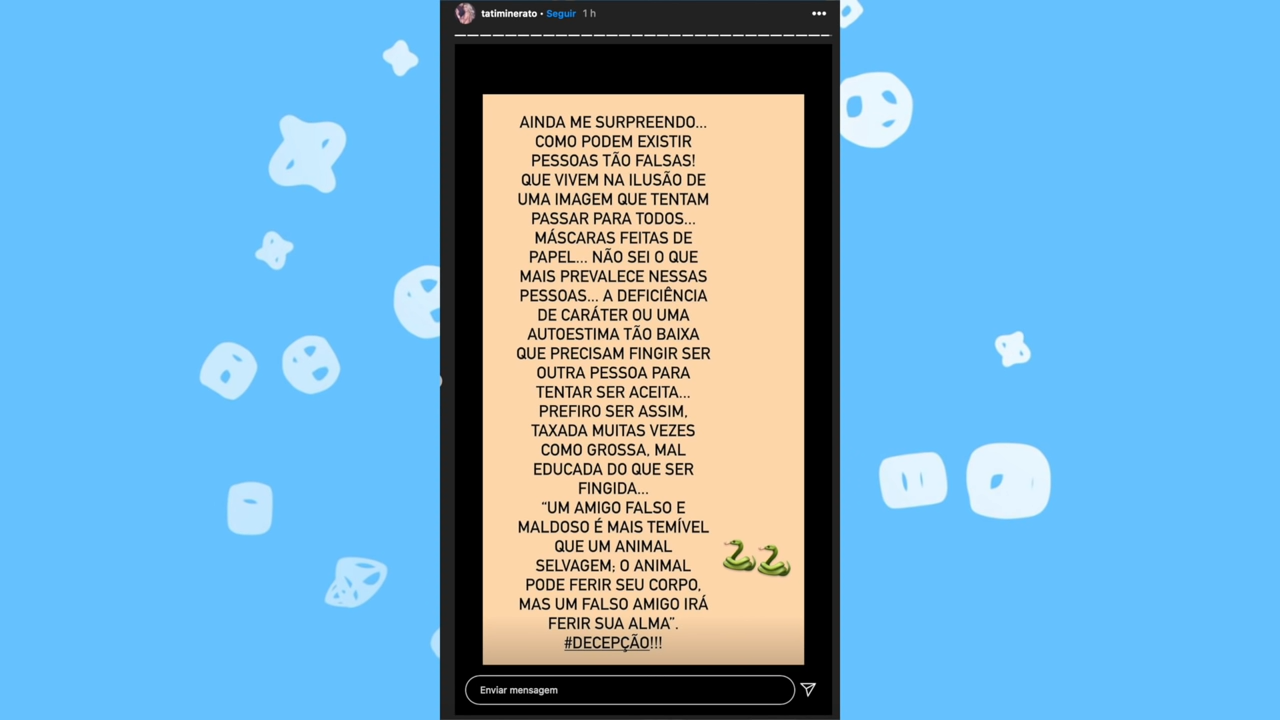 tatiminerato • Seguir 1 h
AINDA ME SURPREENDO...
COMO PODEM EXISTIR
PESSOAS TÃO FALSAS!
QUE VIVEM NA ILUSÃO DE
UMA IMAGEM QUE TENTAM
PASSAR PARA TODOS...
MÁSCARAS FEITAS DE
PAPEL... NÃO SEI O QUE
MAIS PREVALECE NESSAS
PESSOAS... A DEFICIÊNCIA
DE CARÁTER OU UMA
AUTOESTIMA TÃO BAIXA
QUE PRECISAM FINGIR SER
OUTRA PESSOA PARA
TENTAR SER ACEITA...
PREFIRO SER ASSIM,
TAXADA MUITAS VEZES
COMO GROSSA, MAL
EDUCADA DO QUE SER
FINGIDA...
“UM AMIGO FALSO E
MALDOSO É MAIS TEMÍVEL
QUE UM ANIMAL
SELVAGEM; O ANIMAL
PODE FERIR SEU CORPO,
MAS UM FALSO AMIGO IRÁ
FERIR SUA ALMA”.
#DECEPÇÃO!!!
Enviar mensagem